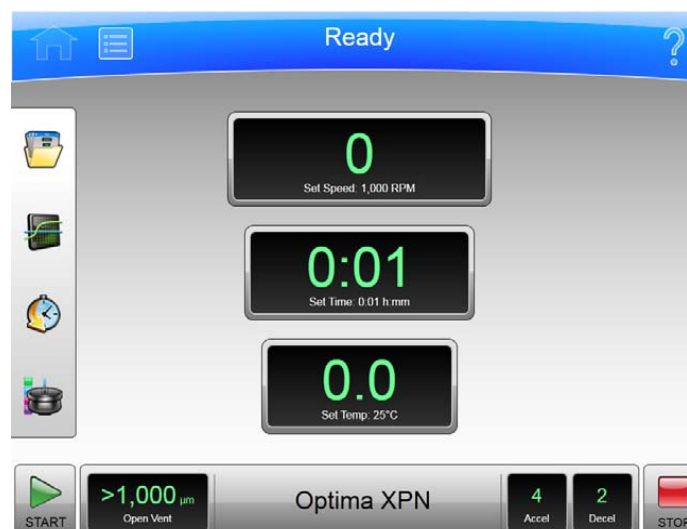 Ready
?
0
Set Speed: 1,000 RPM
0:01
Set Time: 0:01 h:mm
0.0
Set Temp: 25°C
START
>1,000 µm
Open Vent
Optima XPN
4
Accel
2
Decel
STOP